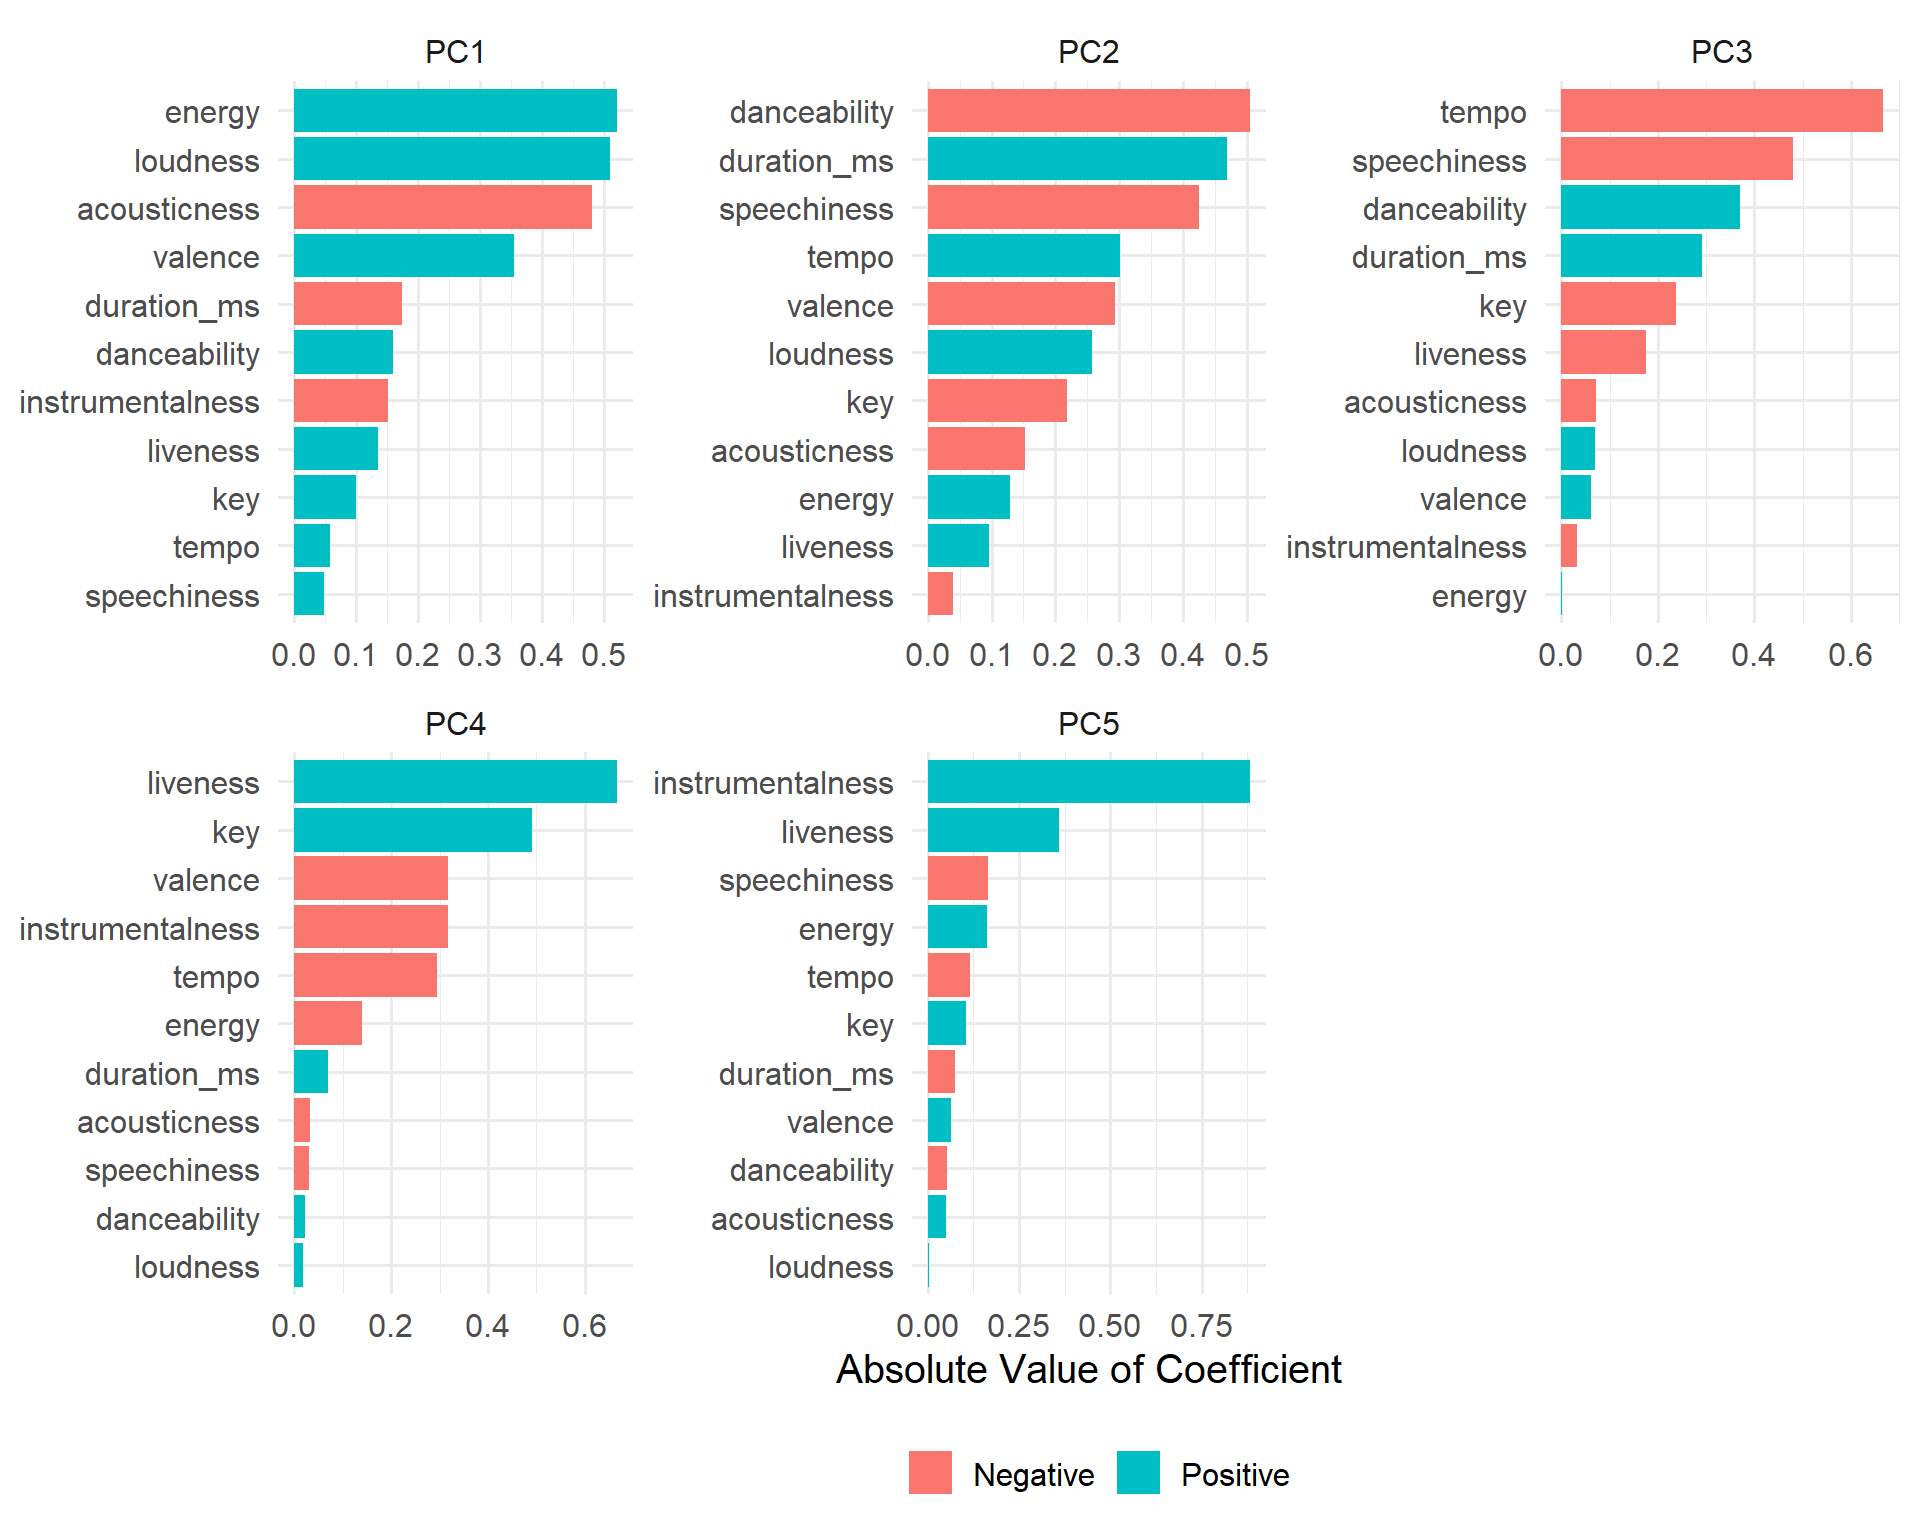 PC1
energy
loudness
acousticness
valence
duration_ms
danceability
instrumentalness
liveness
key
tempo
speechiness
0.0 0.1 0.2 0.3 0.4 0.5
PC2
danceability
duration_ms
speechiness
tempo
valence
loudness
key
acousticness
energy
liveness
instrumentalness
0.0 0.1 0.2 0.3 0.4 0.5
PC3
tempo
speechiness
danceability
duration_ms
key
liveness
acousticness
loudness
valence
instrumentalness
energy
0.0 0.2 0.4 0.6
PC4
liveness
key
valence
instrumentalness
tempo
energy
duration_ms
acousticness
speechiness
danceability
loudness
0.0 0.2 0.4 0.6
PC5
instrumentalness
liveness
speechiness
energy
tempo
key
duration_ms
valence
danceability
acousticness
loudness
0.00 0.25 0.50 0.75
Absolute Value of Coefficient
Negative Positive